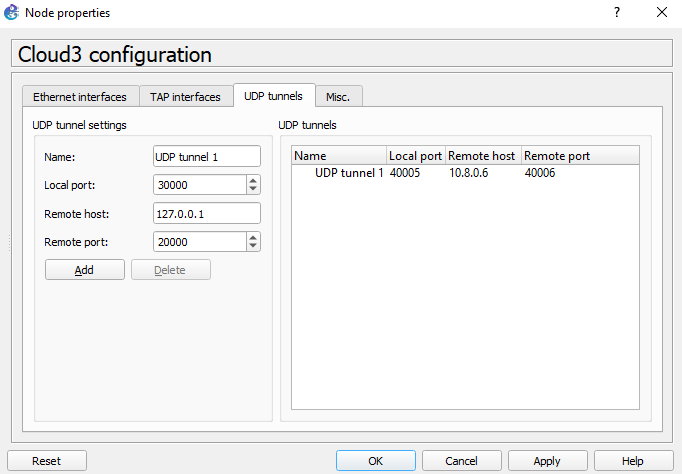 Node properties
?
Cloud3 configuration
Ethernet interfaces TAP interfaces UDP tunnels Misc.
UDP tunnel settings
Name: UDP tunnel 1
Local port: 30000
Remote host: 127.0.0.1
Remote port: 20000
Add Delete
UDP tunnels
Name Local port Remote host Remote port
UDP tunnel 1 40005 10.8.0.6 40006
Reset OK Cancel Apply Help